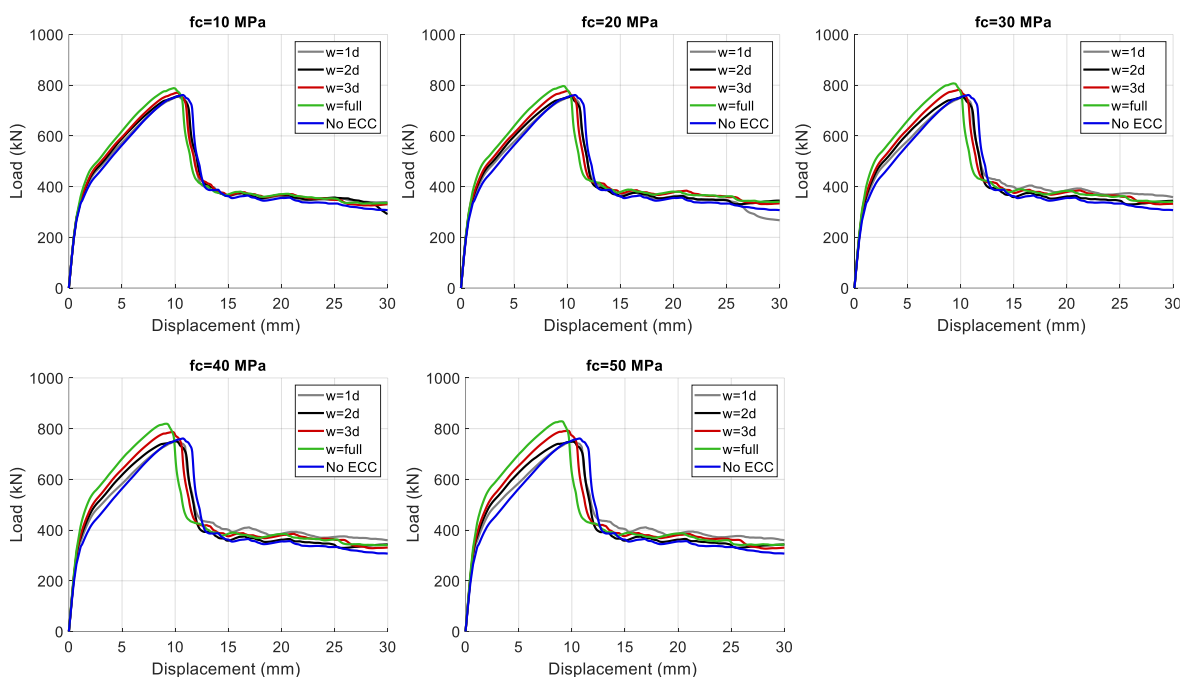 fc=10 MPa
1000
800
600
400
200
0
Load (kN)
0 5 10 15 20 25 30
Displacement (mm)
w=1d
w=2d
w=3d
w=full
No ECC
fc=20 MPa
1000
800
600
400
200
0
Load (kN)
0 5 10 15 20 25 30
Displacement (mm)
w=1d
w=2d
w=3d
w=full
No ECC
fc=30 MPa
1000
800
600
400
200
0
Load (kN)
0 5 10 15 20 25 30
Displacement (mm)
w=1d
w=2d
w=3d
w=full
No ECC
fc=40 MPa
1000
800
600
400
200
0
Load (kN)
0 5 10 15 20 25 30
Displacement (mm)
w=1d
w=2d
w=3d
w=full
No ECC
fc=50 MPa
1000
800
600
400
200
0
Load (kN)
0 5 10 15 20 25 30
Displacement (mm)
w=1d
w=2d
w=3d
w=full
No ECC